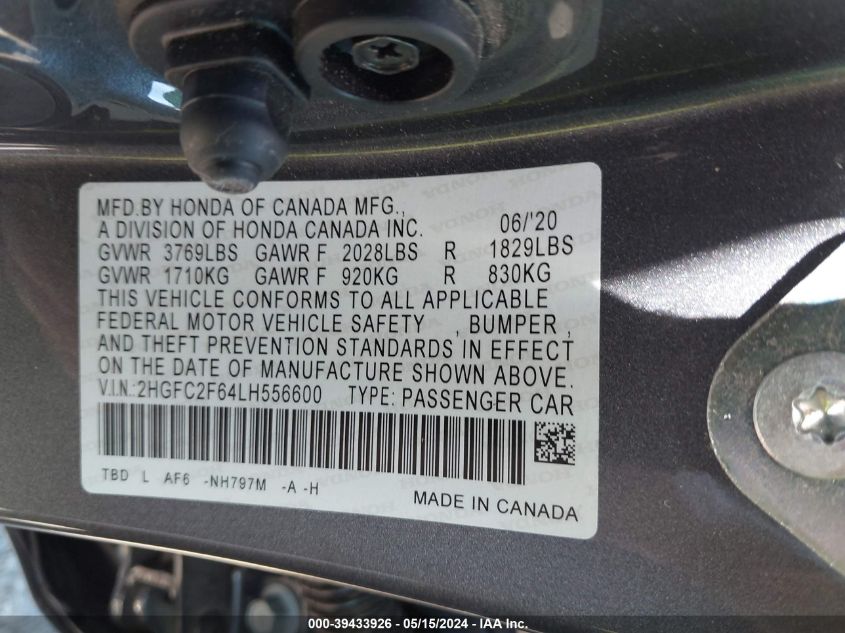 MFD.BY HONDA OF CANADA MFG.,
A DIVISION OF HONDA CANADA INC. 06/'20
GVWR 3769LBS GAWR F 2028LBS R 1829LBS
GVWR 1710KG GAWR F 920KG R 830KG
THIS VEHICLE CONFORMS TO ALL APPLICABLE
FEDERAL MOTOR VEHICLE SAFETY , BUMPER ,
AND THEFT PREVENTION STANDARDS IN EFFECT
ON THE DATE OF MANUFACTURE SHOWN ABOVE.
V.I.N.:2HGFC2F64LH556600 TYPE: PASSENGER CAR
TBD L AF6 -NH797M -A -H
MADE IN CANADA
000-39433926 - 05/15/2024 - IAA Inc.